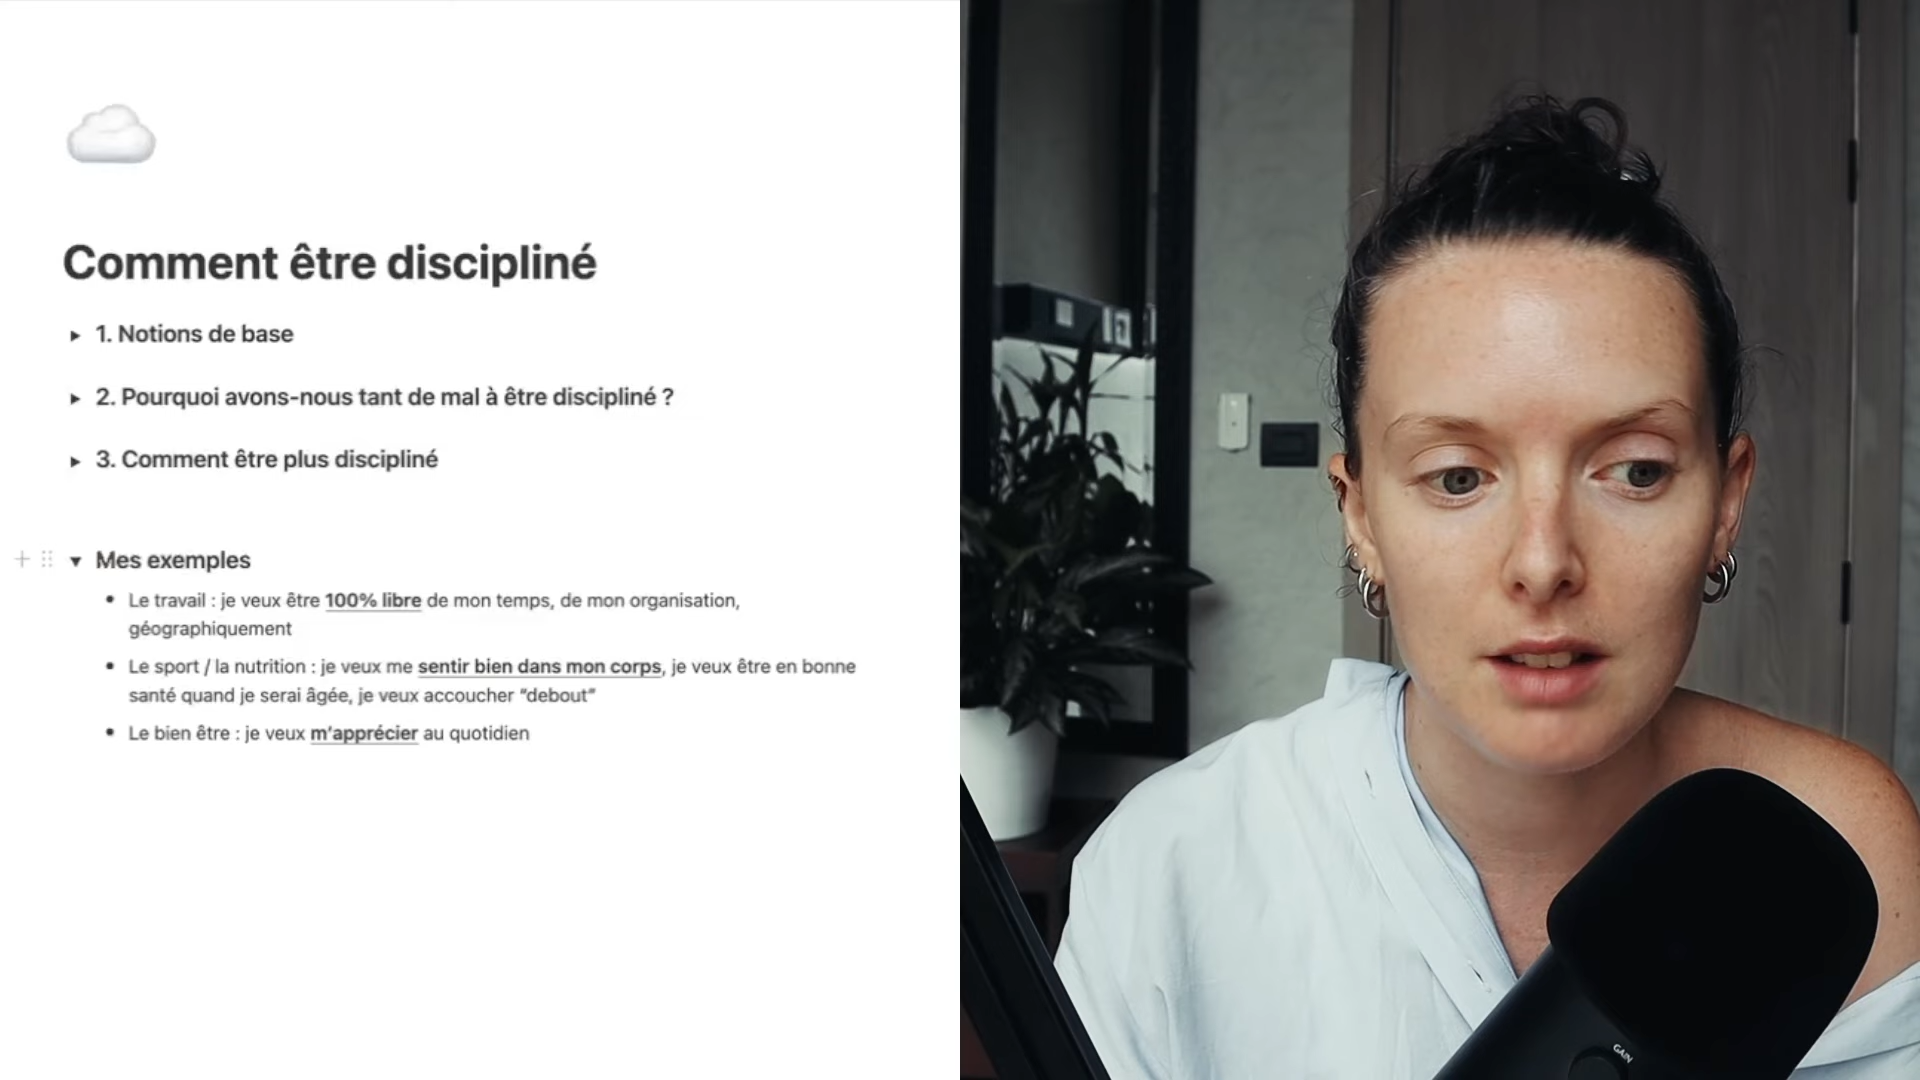 Comment être discipliné
1. Notions de base
2. Pourquoi avons-nous tant de mal à être discipliné ?
3. Comment être plus discipliné
Mes exemples
Le travail : je veux être 100% libre de mon temps, de mon organisation,
géographiquement
Le sport / la nutrition : je veux me sentir bien dans mon corps, je veux être en bonne
santé quand je serai âgée, je veux accoucher “debout”
Le bien être : je veux m’apprécier au quotidien
GAIN